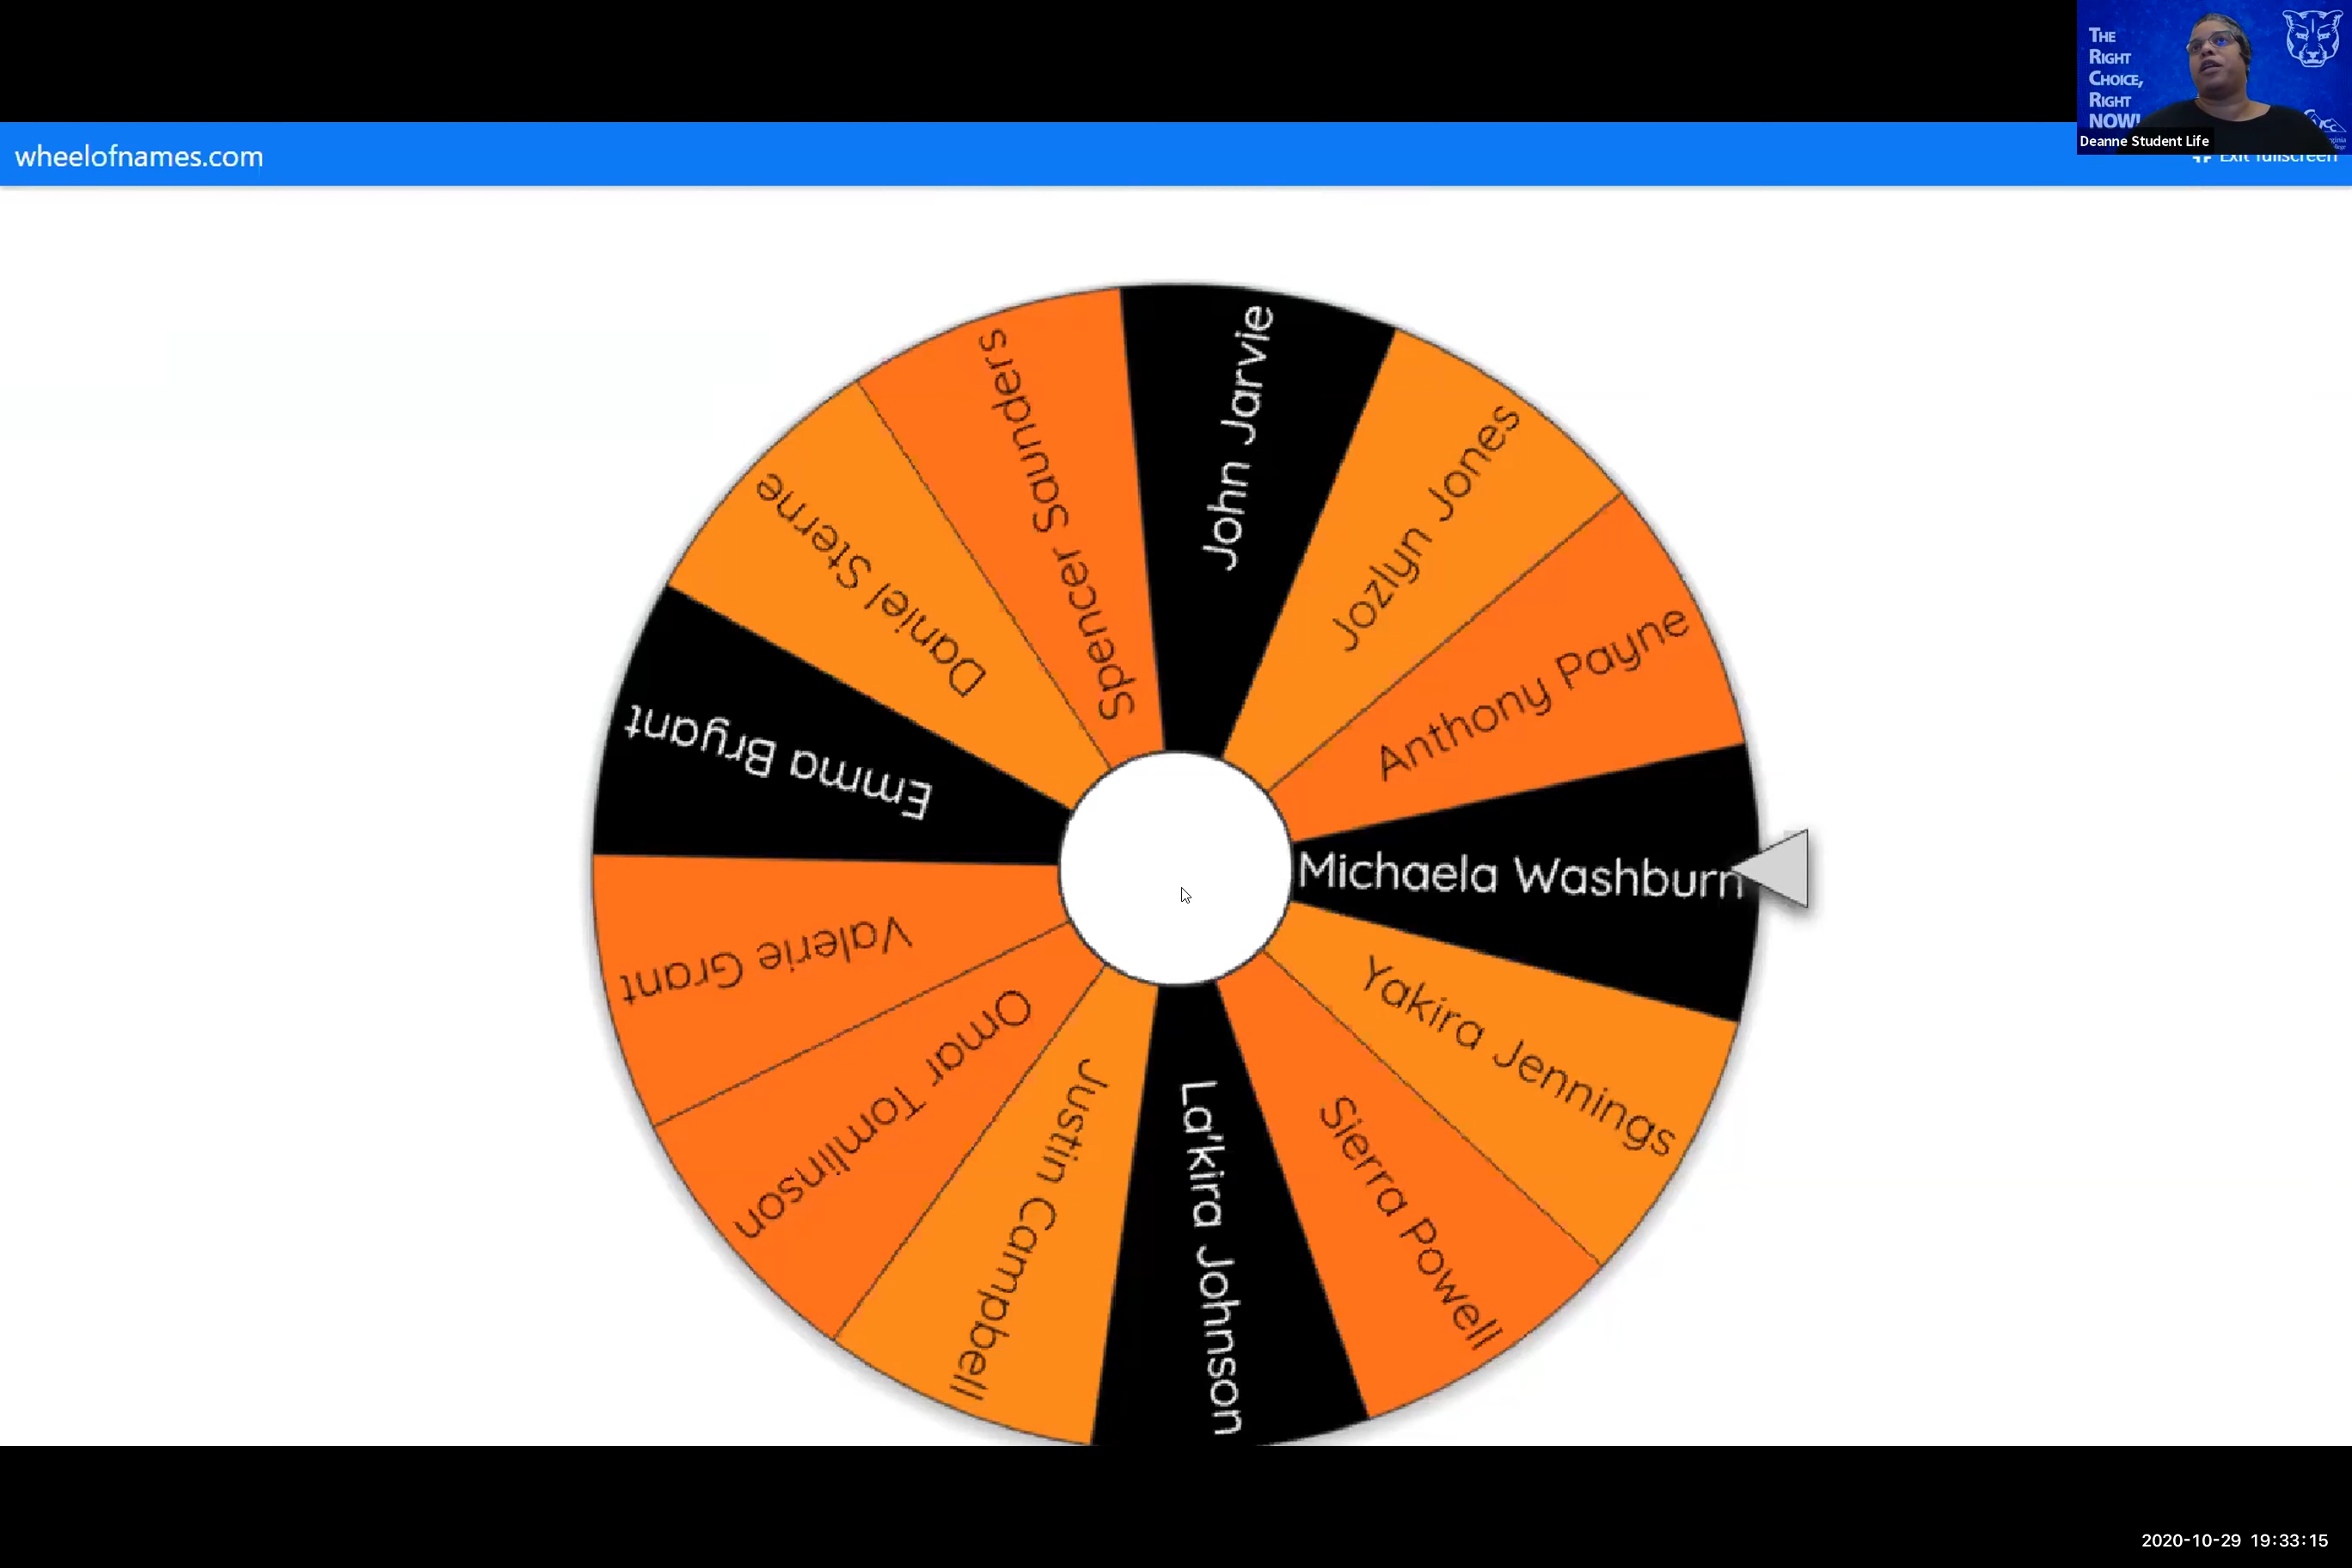 THE
RIGHT
CHOICE,
RIGHT
NOW!
Deanne Student Life
wheelofnames.com
Exit fullscreen
John Jarvie
Jozlyn Jones
Anthony Payne
Michaela Washburn
Yakira Jennings
Sierra Powell
La'kira Johnson
Justin Campbell
Omar Tomlinson
Valerie Grant
Emma Bryant
Daniel Sterne
Spencer Saunders
2020-10-29 19:33:15